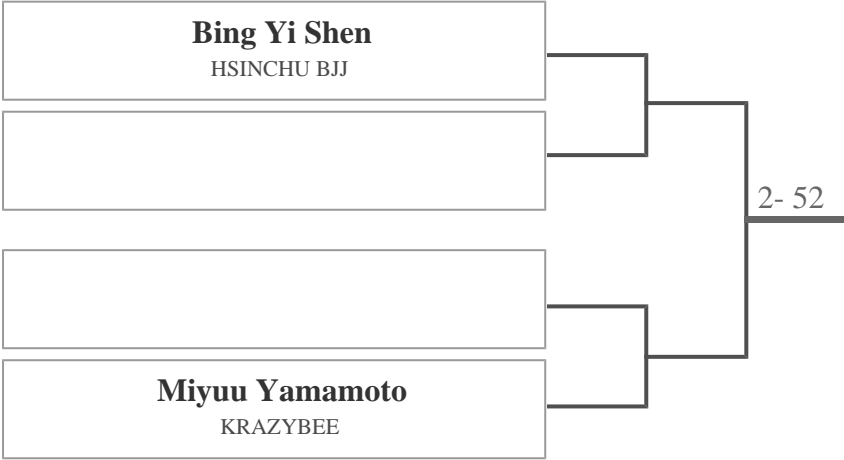 Bing Yi Shen
HSINCHU BJJ
2- 52
Miyuu Yamamoto
KRAZYBEE